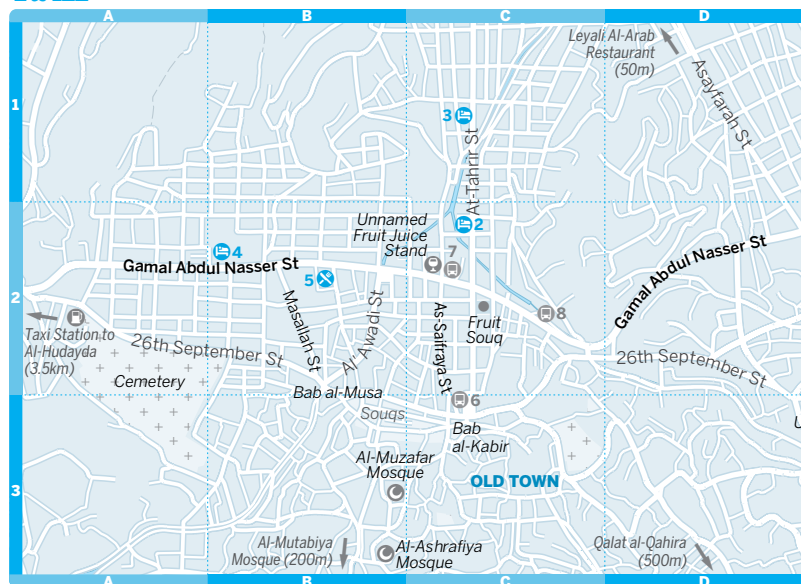 A B C D
1
2
3
Leyali Al-Arab
Restaurant
(50m)
Asayfarah St
3
At-Tahrir St
2
Unnamed
Fruit Juice
Stand
7
4
Gamal Abdul Nasser St
5
Gamal Abdul Nasser St
Masallah St
Al'Awadi St
As-Saifraya St
8
Fruit
Souq
Taxi Station to
Al-Hudayda
(3.5km)
26th September St
26th September St
Cemetery
Bab al-Musa
Souqs
6
Bab
al-Kabir
Al-Muzafar
Mosque
OLD TOWN
Al-Mutabiya
Mosque (200m)
Al-Ashrafiya
Mosque
Qalat al-Qahira
(500m)
A B C D